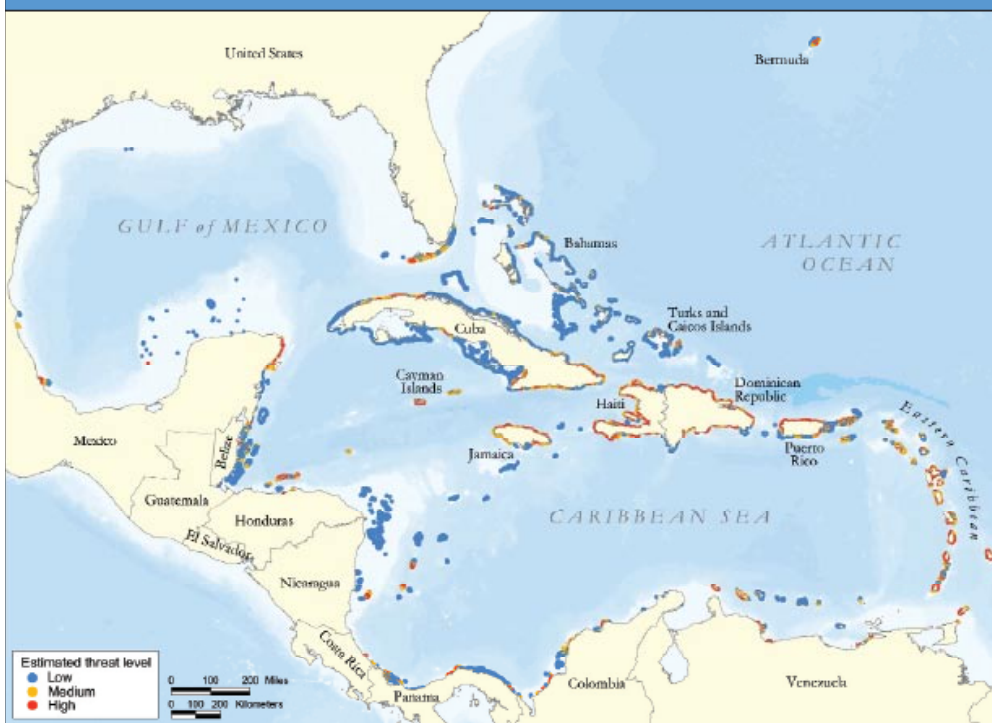 United States
Bermuda
GULF of MEXICO
Bahamas
ATLANTIC
OCEAN
Turks and
Caicos Islands
Cuba
Cayman
Islands
Haiti
Dominican
Republic
Mexico
Belize
Jamaica
Puerto
Rico
Eastern Caribbean
Guatemala
Honduras
CARIBBEAN SEA
El Salvador
Nicaragua
Costa Rica
Panama
Colombia
Venezuela
Estimated threat level
Low
Medium
High
0 100 200 Miles
0 100 200 Kilometers